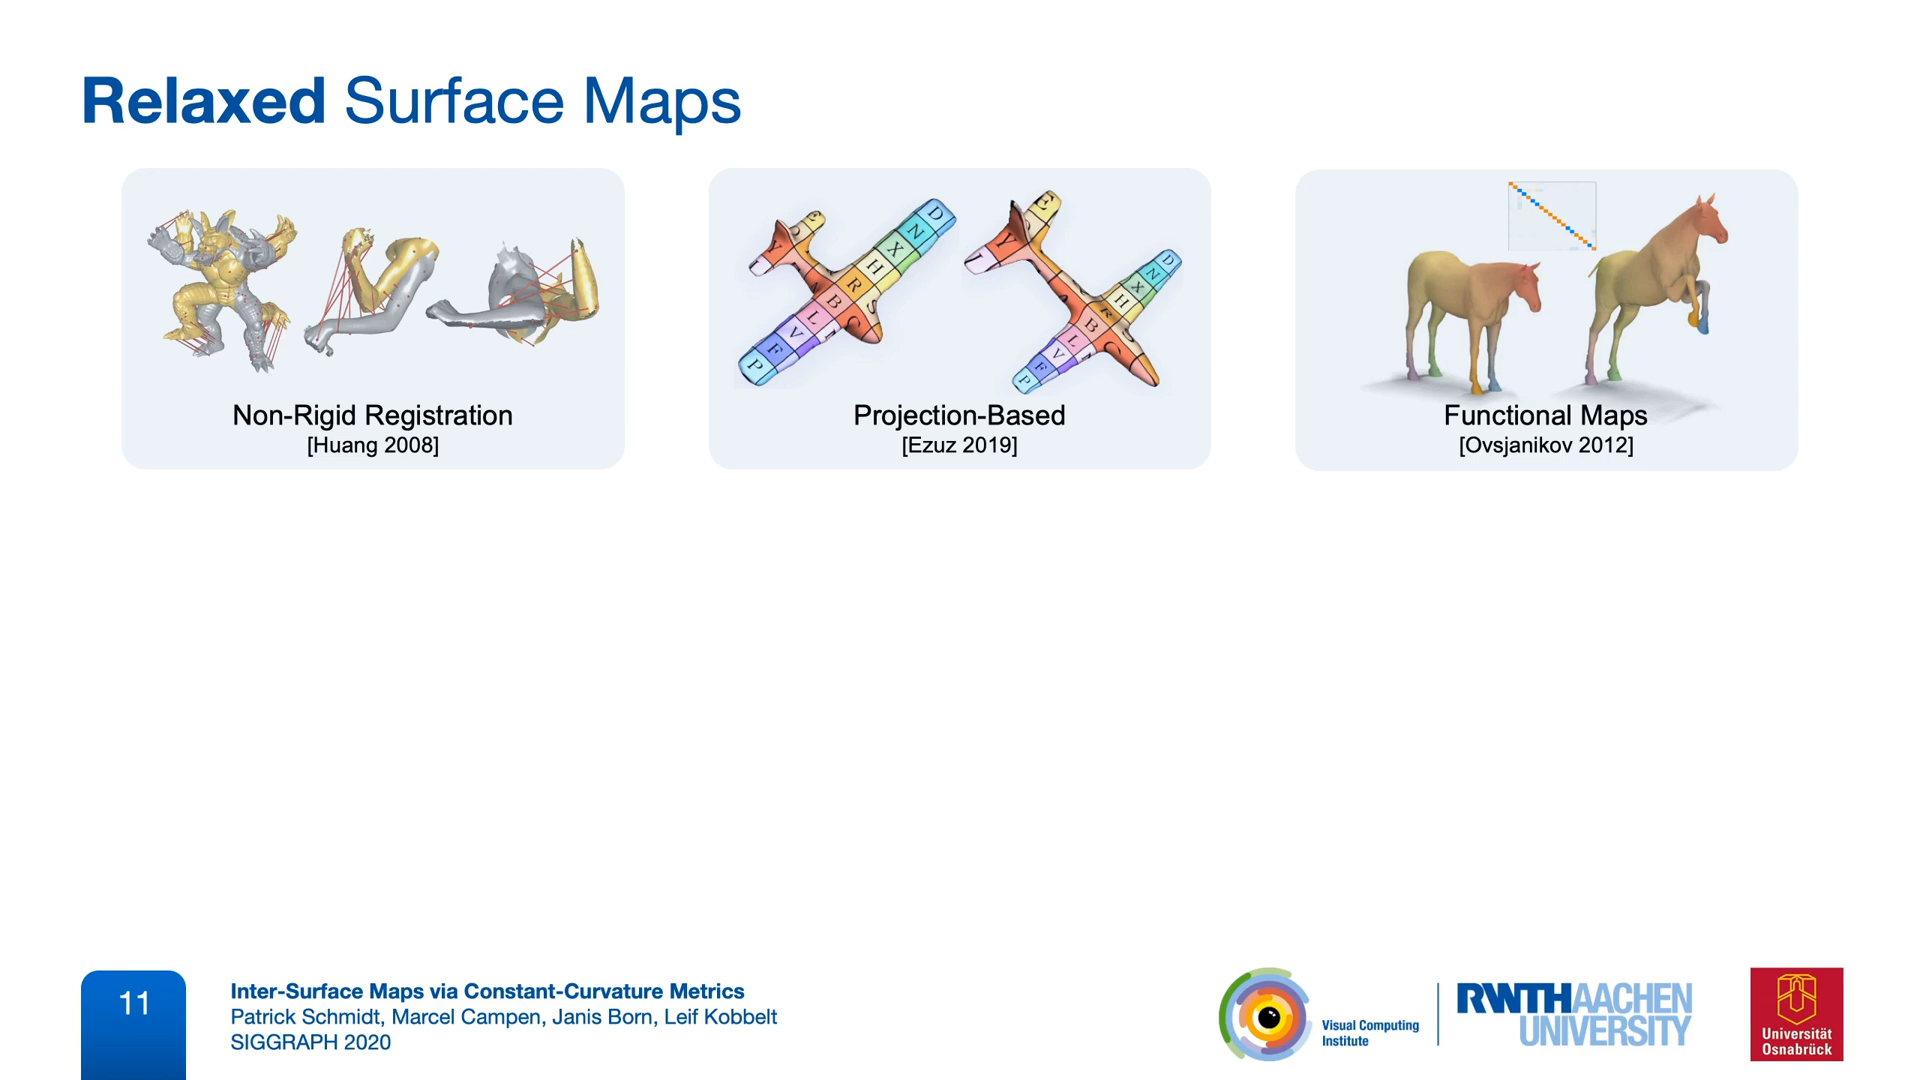 Relaxed Surface Maps
Non-Rigid Registration
[Huang 2008]
Projection-Based
[Ezuz 2019]
Functional Maps
[Ovsjanikov 2012]
11
Inter-Surface Maps via Constant-Curvature Metrics
Patrick Schmidt, Marcel Campen, Janis Born, Leif Kobbelt
SIGGRAPH 2020
Visual Computing
Institute
RWTH AACHEN
UNIVERSITY
Universität
Osnabrück